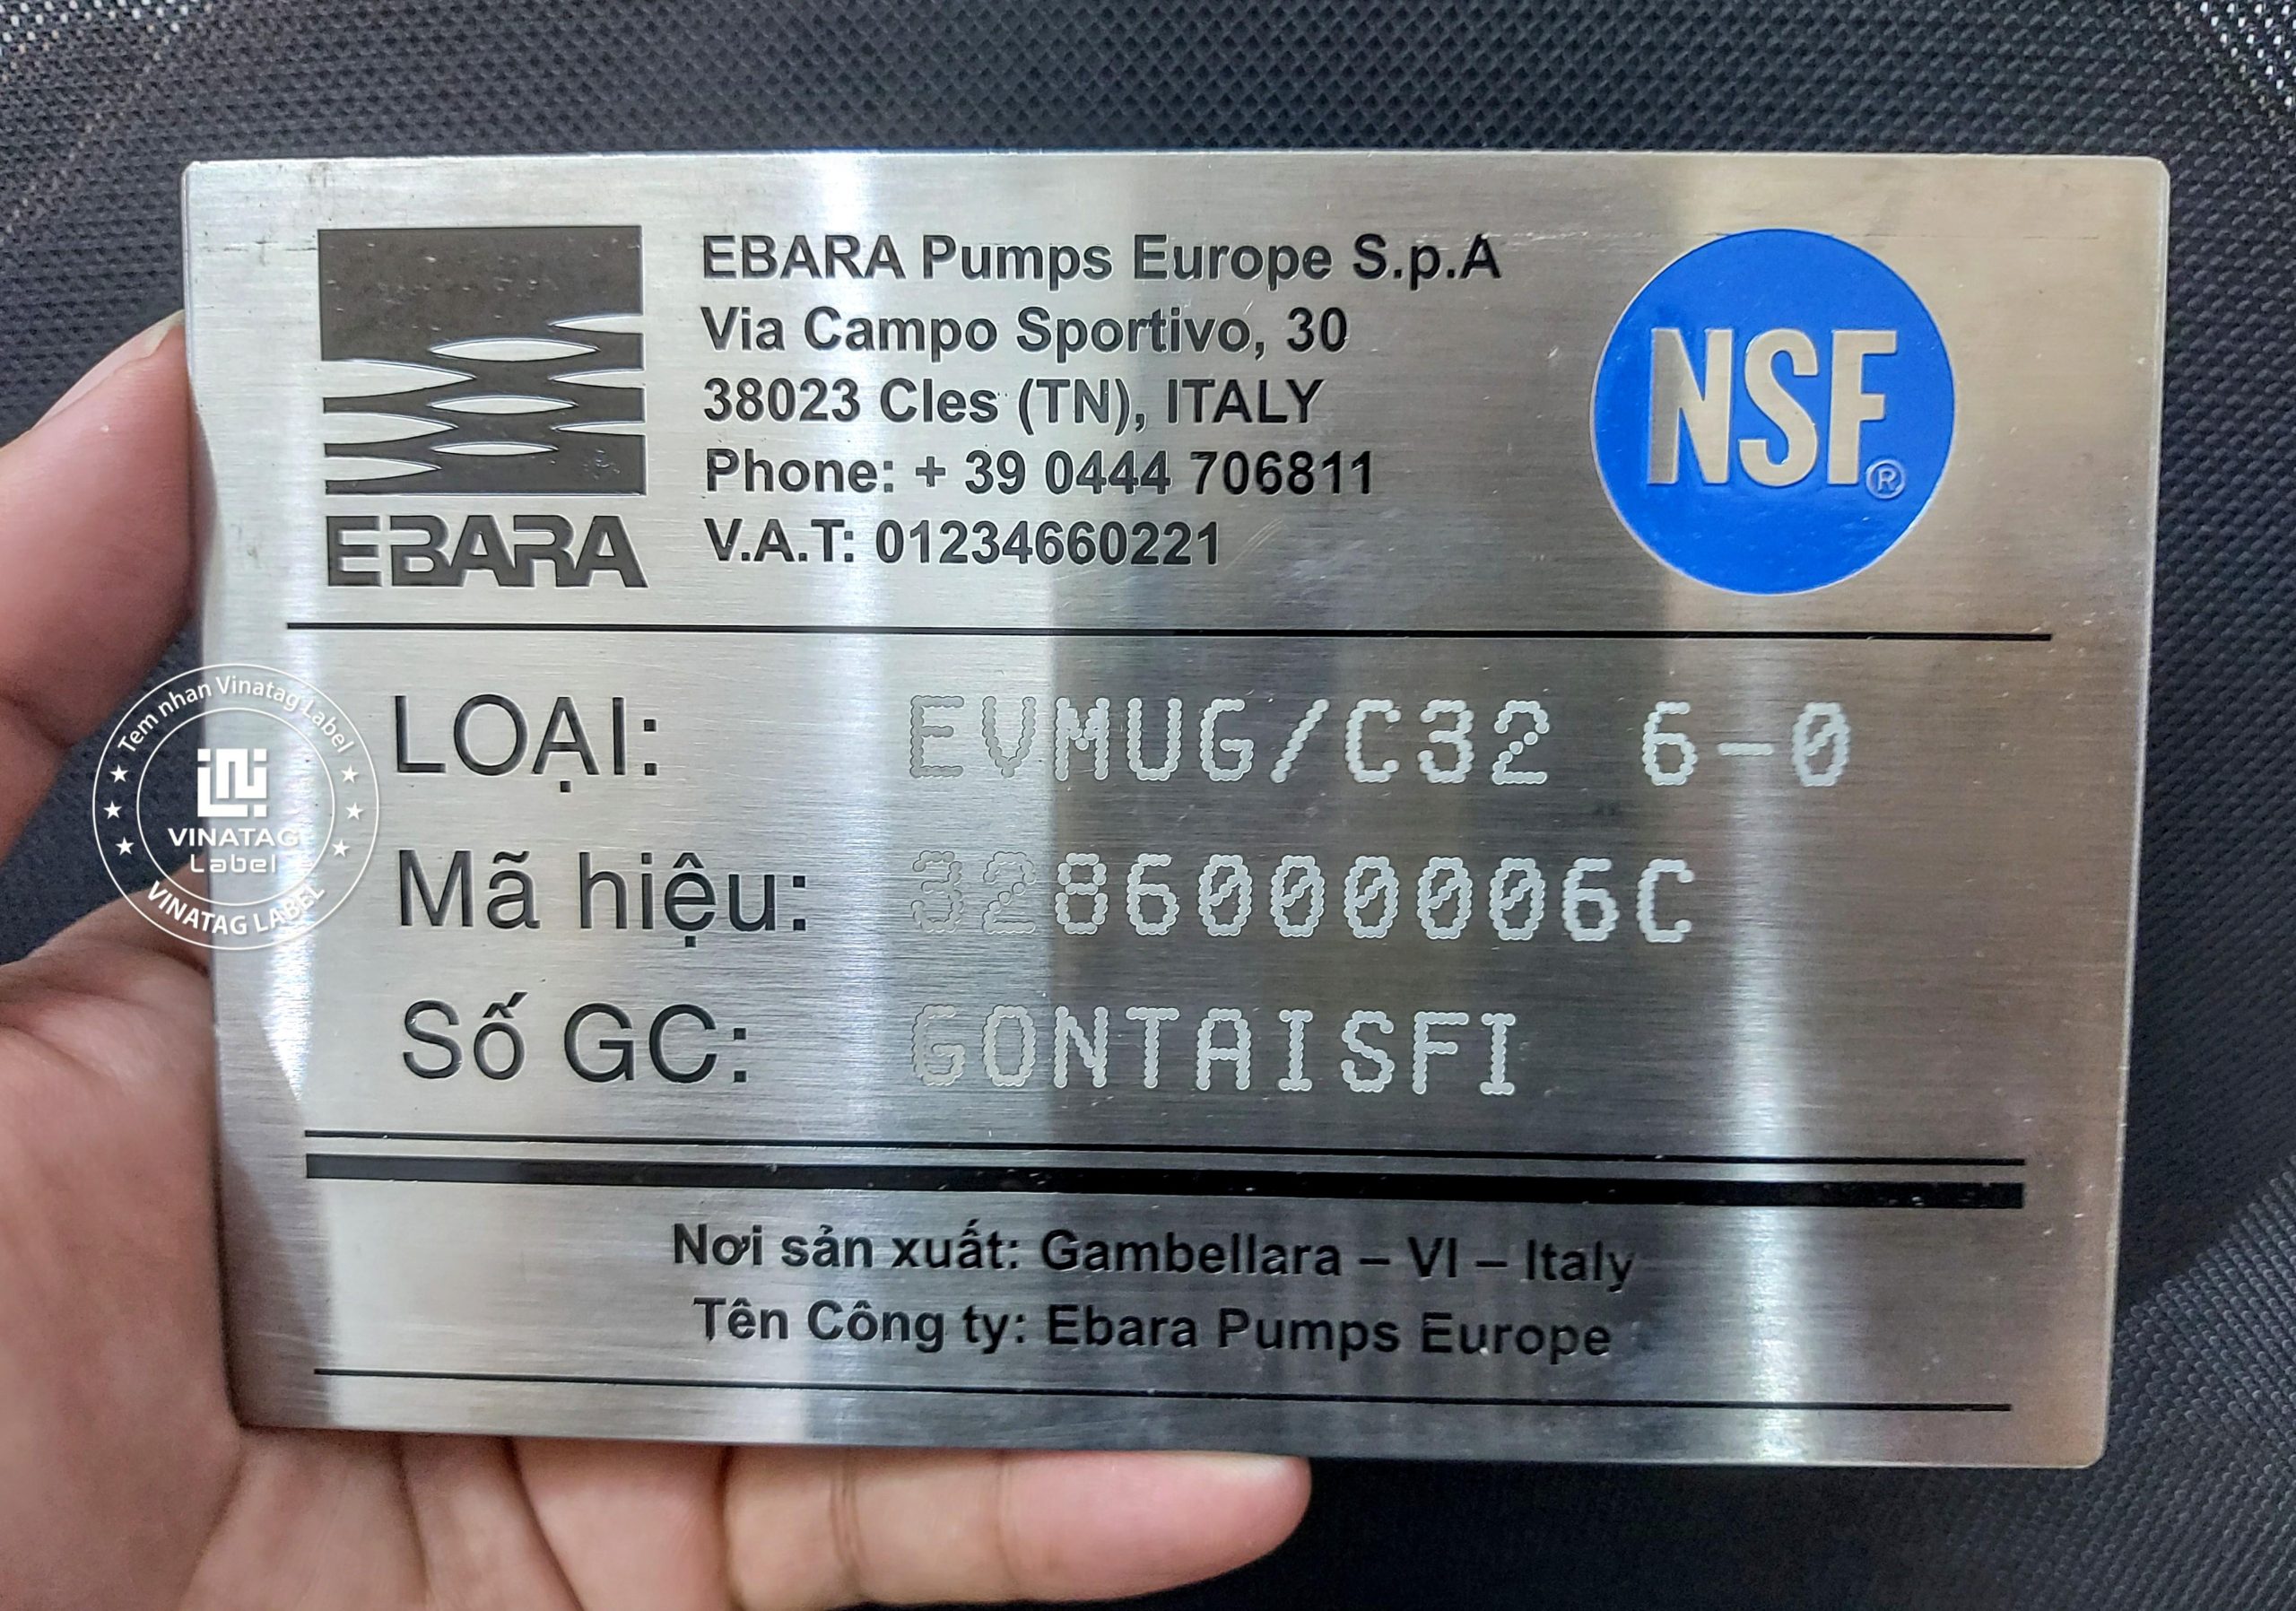 EBARA
EBARA Pumps Europe S.p.A
Via Campo Sportivo, 30
38023 Cles (TN), ITALY
Phone: + 39 0444 706811
V.A.T: 01234660221
NSF®
LOẠI: EVMUG/C32 6-0
Mã hiệu: 3286000006C
Số GC: GONTAISFI
Nơi sản xuất: Gambellara – VI – Italy
Tên Công ty: Ebara Pumps Europe
Tem nhan Vinatag Label
VINATAG
Label
VINATAG LABEL